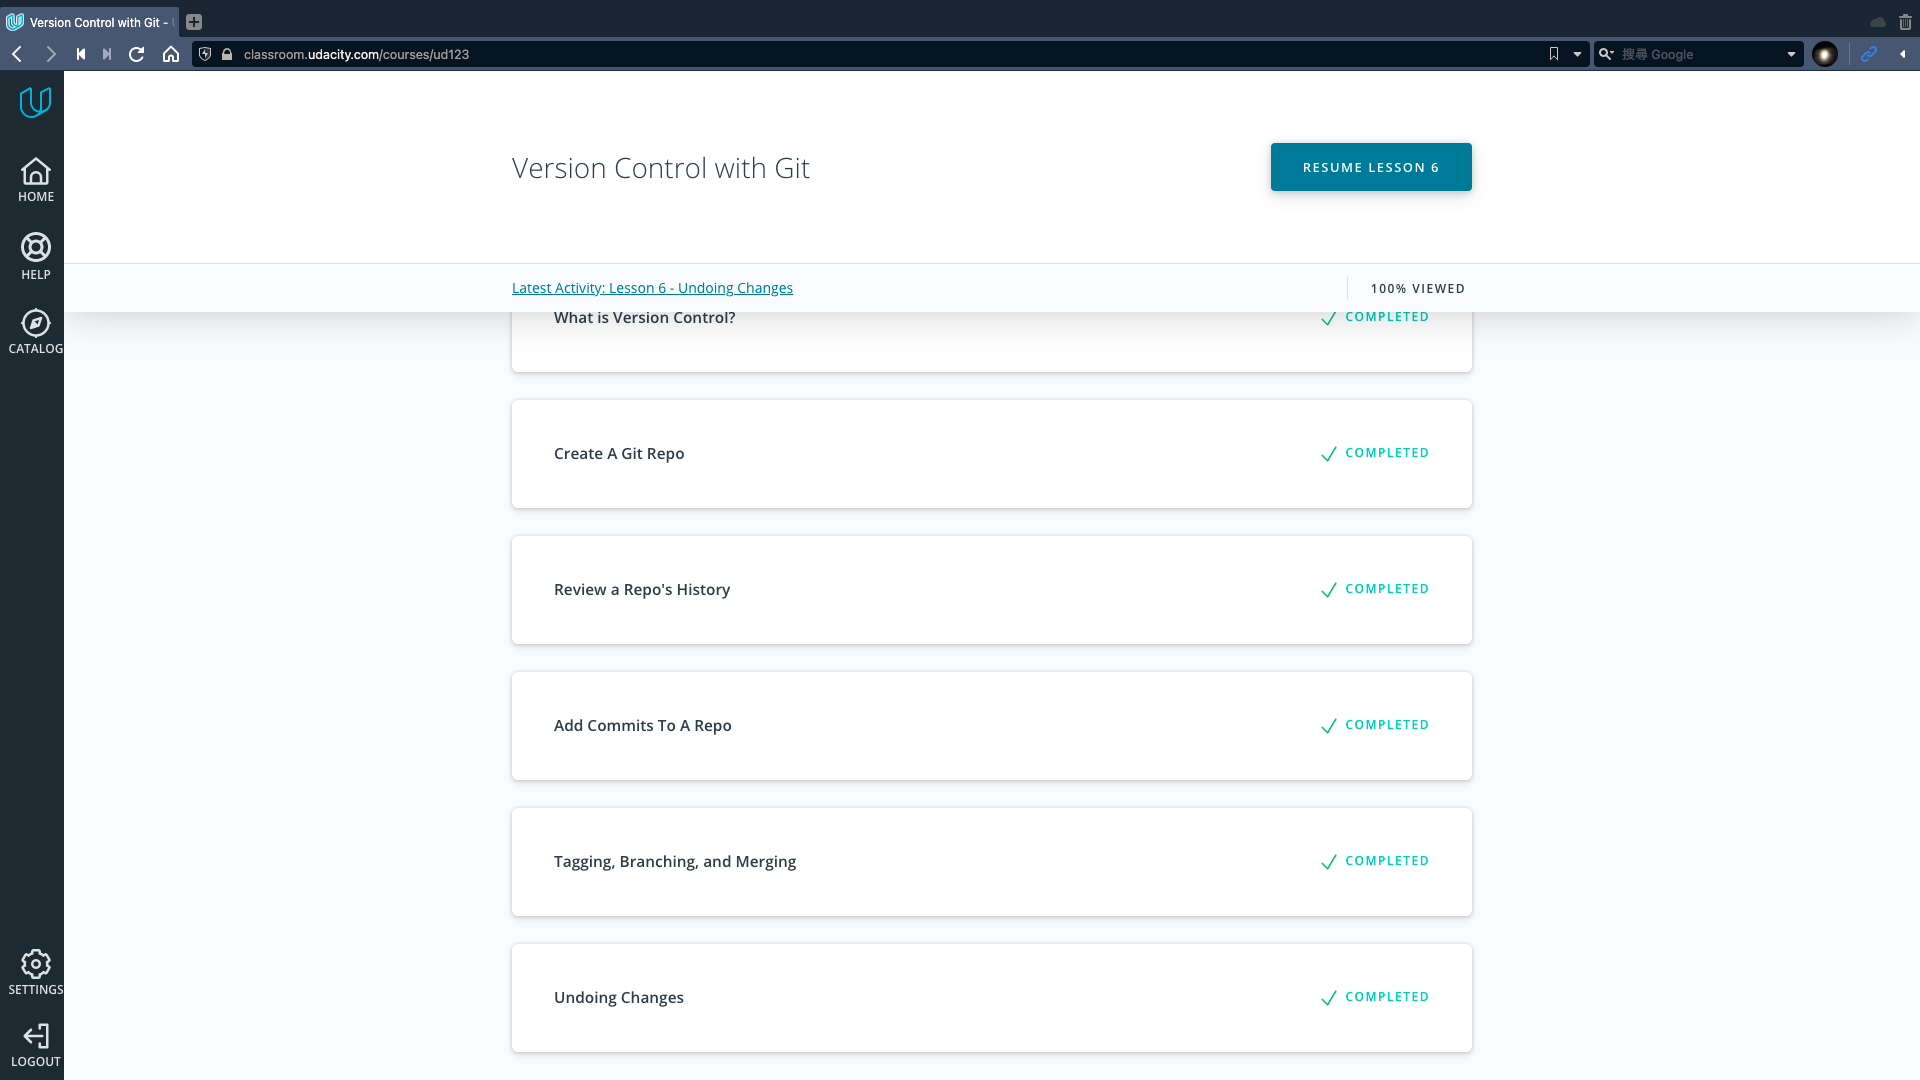 Version Control with Git -
classroom.udacity.com/courses/ud123
搜尋 Google
HOME
HELP
CATALOG
SETTINGS
LOGOUT
Version Control with Git
RESUME LESSON 6
Latest Activity: Lesson 6 - Undoing Changes
100% VIEWED
What is Version Control?
COMPLETED
Create A Git Repo
COMPLETED
Review a Repo's History
COMPLETED
Add Commits To A Repo
COMPLETED
Tagging, Branching, and Merging
COMPLETED
Undoing Changes
COMPLETED